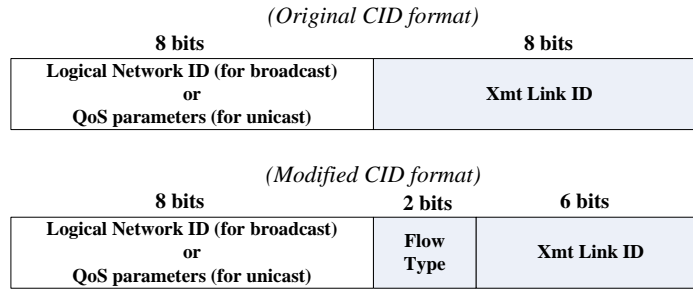 (Original CID format)
8 bits 8 bits
Logical Network ID (for broadcast)
or
QoS parameters (for unicast)
Xmt Link ID
(Modified CID format)
8 bits 2 bits 6 bits
Logical Network ID (for broadcast)
or
QoS parameters (for unicast)
Flow
Type
Xmt Link ID